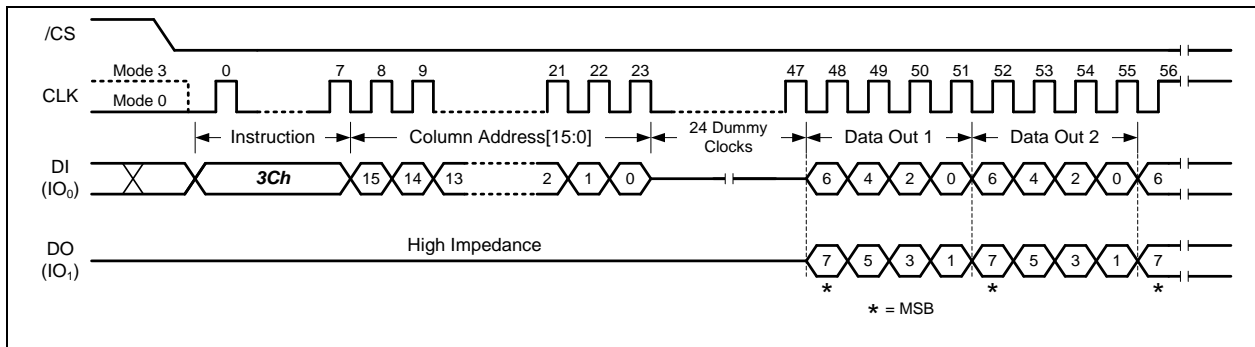 /CS
Mode 3
0 7 8 9 21 22 23 47 48 49 50 51 52 53 54 55 56
CLK
Mode 0
Instruction
Column Address[15:0]
24 Dummy
Clocks
Data Out 1
Data Out 2
DI
(IO0)
3Ch
15 14 13 2 1 0
6 4 2 0 6 4 2 0 6
High Impedance
DO
(IO1)
7 5 3 1 7 5 3 1 7
* * *
* = MSB